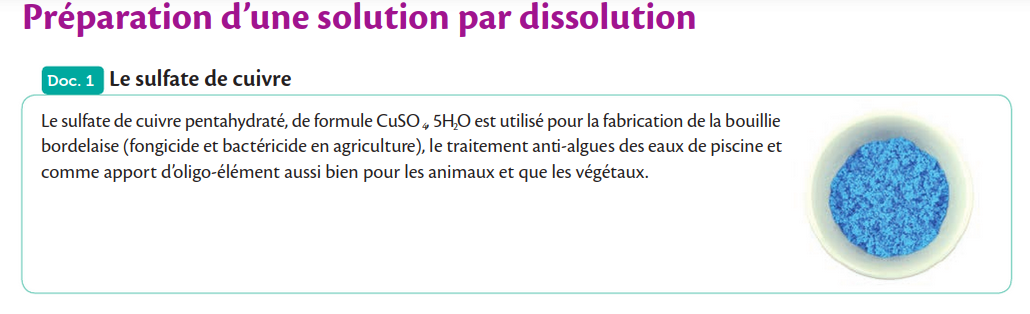 Préparation d'une solution par dissolution
Doc. 1 Le sulfate de cuivre
Le sulfate de cuivre pentahydraté, de formule CuSO₄, 5H₂O est utilisé pour la fabrication de la bouillie
bordelaise (fongicide et bactéricide en agriculture), le traitement anti-algues des eaux de piscine et
comme apport d'oligo-élément aussi bien pour les animaux et que les végétaux.